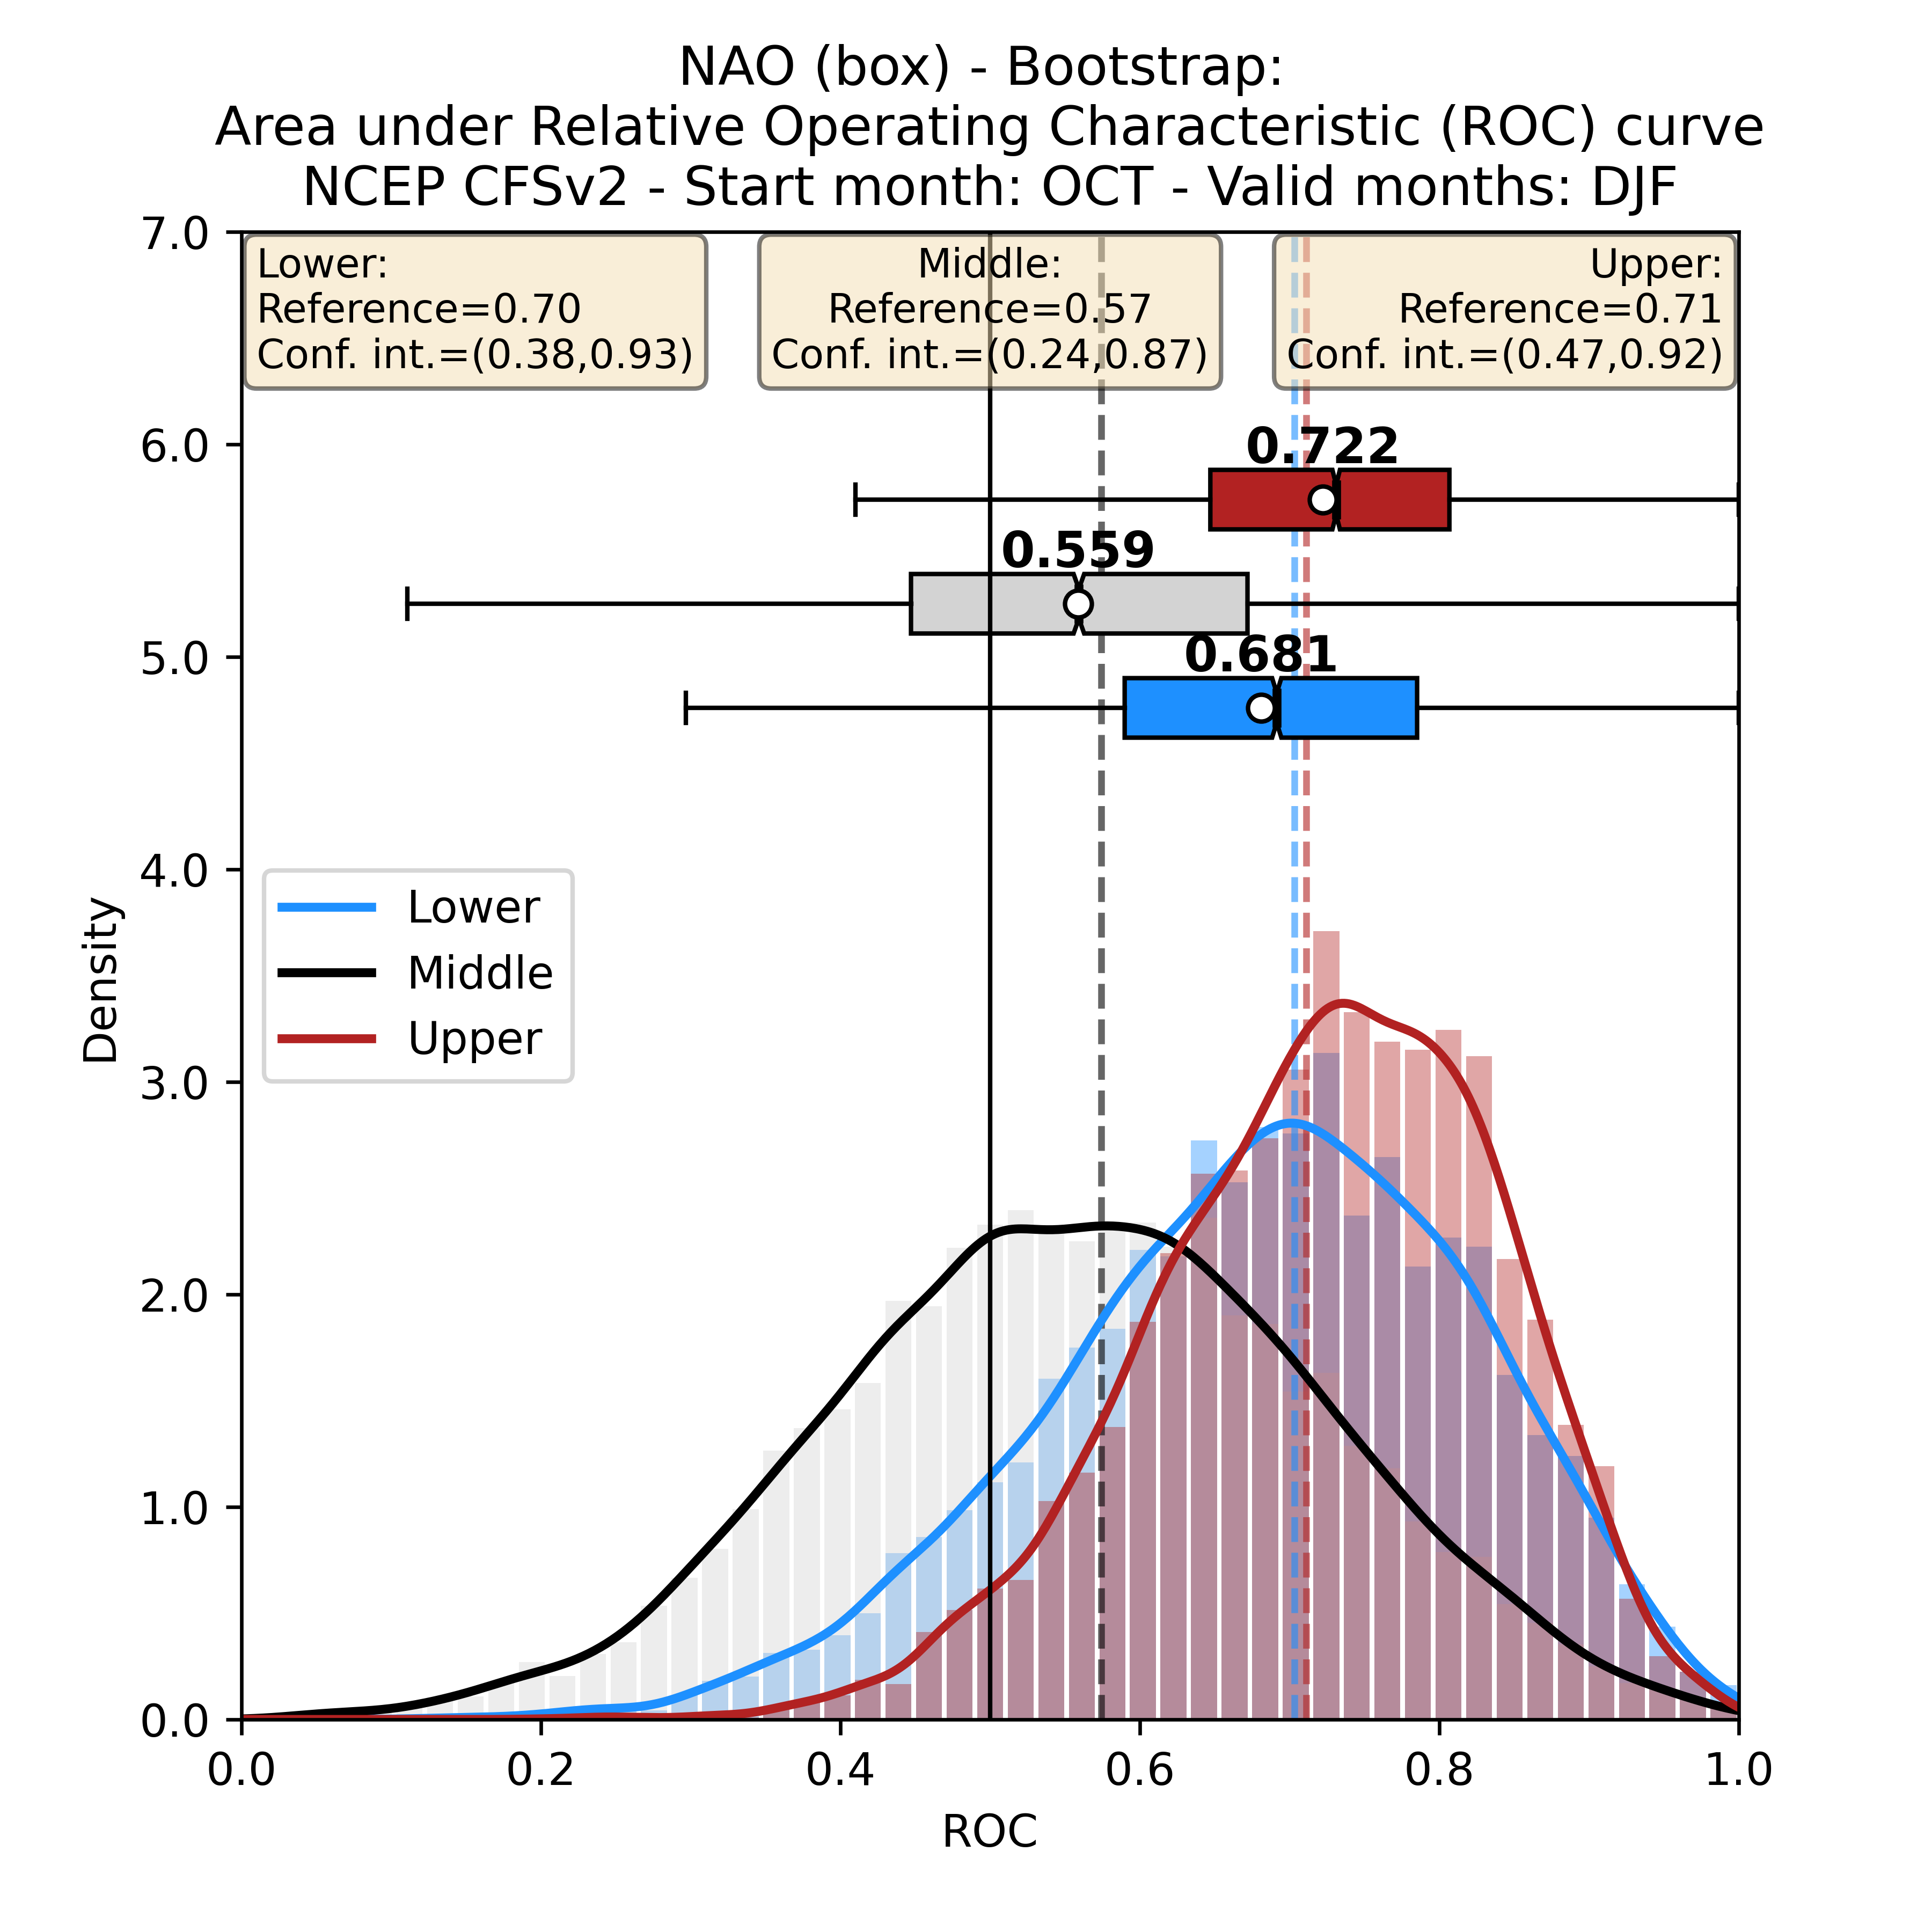 NAO (box) - Bootstrap:
Area under Relative Operating Characteristic (ROC) curve
NCEP CFSv2 - Start month: OCT - Valid months: DJF
7.0
Lower:
Reference=0.70
Conf. int.=(0.38,0.93)
Middle:
Reference=0.57
Conf. int.=(0.24,0.87)
Upper:
Reference=0.71
Conf. int.=(0.47,0.92)
6.0
0.722
0.559
5.0
0.681
4.0
Lower
Middle
Upper
Density
3.0
2.0
1.0
0.0
0.0 0.2 0.4 0.6 0.8 1.0
ROC